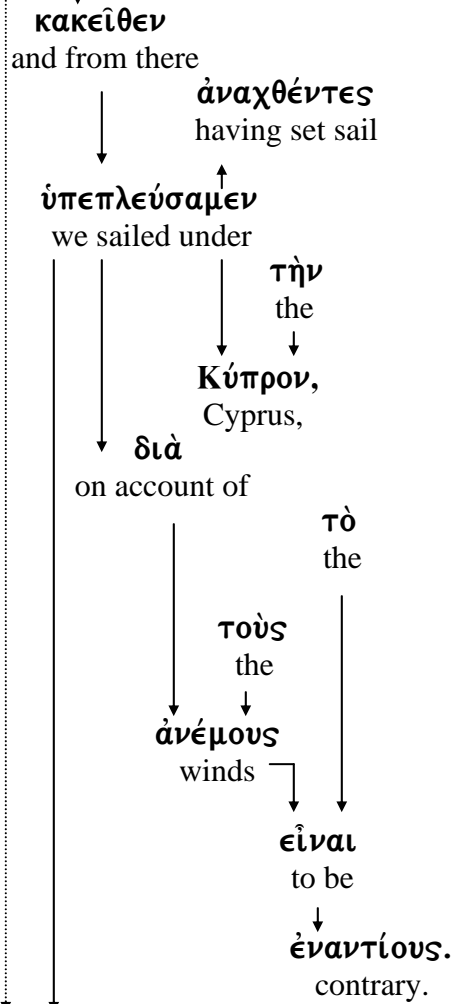 κακεῖθεν
and from there
ἀναχθέντες
having set sail
ὑπεπλεύσαμεν
we sailed under
τὴν
the
Κύπρον,
Cyprus,
διὰ
on account of
τὸ
the
τοὺς
the
ἀνέμους
winds
εἶναι
to be
ἐναντίους.
contrary.